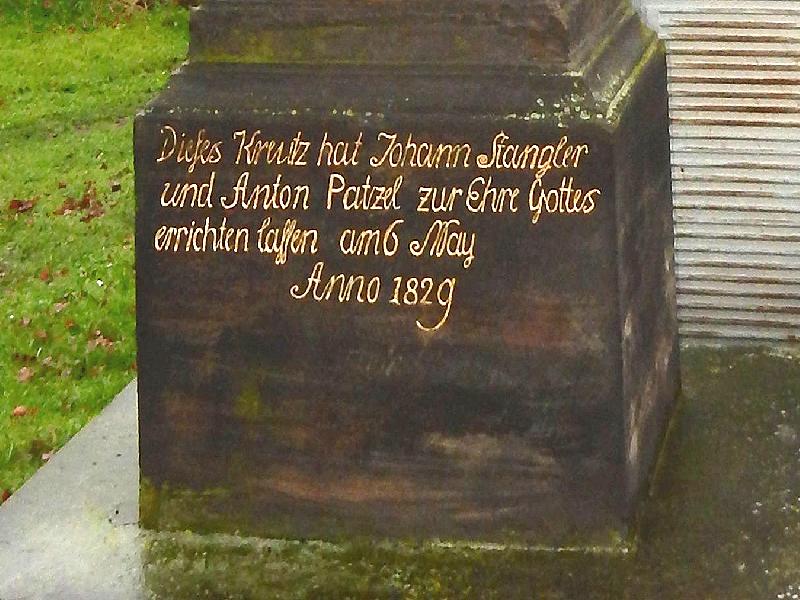 Dieſes Kreutz hat Johann Stangler
und Anton Patzel zur Ehre Gottes
errichten laſſen am 6 May
Anno 1829